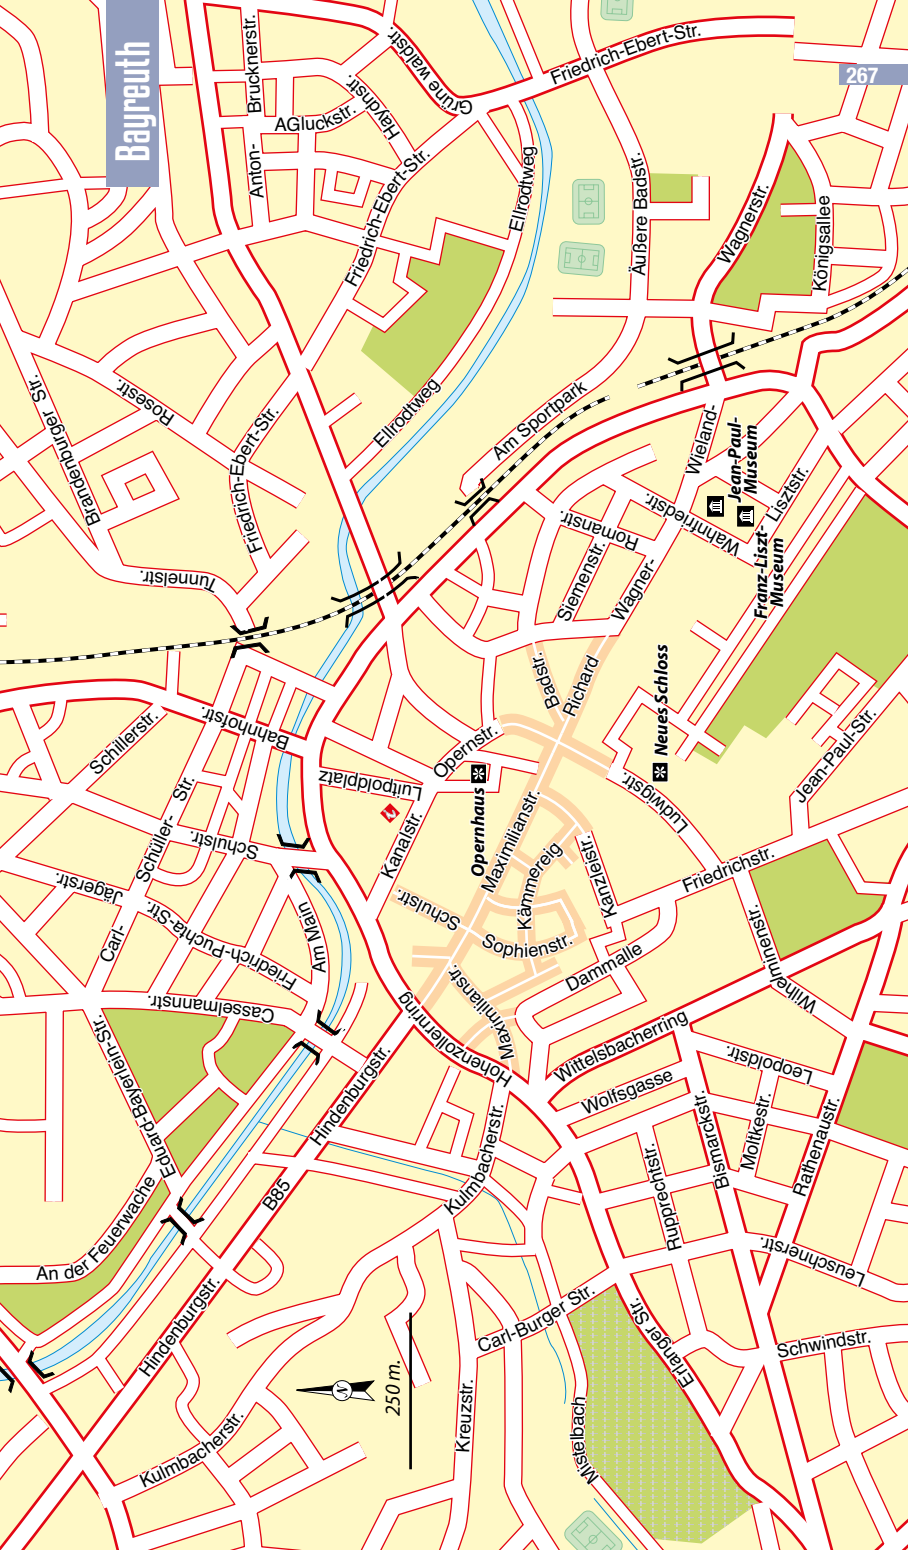 Bayreuth
267
Brucknerstr.
Anton-
Grüne waldstr.
Friedrich-Ebert-Str.
Haydnstr.
AGluckstr.
Friedrich-Ebert-Str.
Ellrodtweg
Äußere Badstr.
Wagnerstr.
Königsallee
Brandenburger Str.
Rosestr.
Friedrich-Ebert-Str.
Ellrodtweg
Am Sportpark
Wieland-
Jean-Paul-
Museum
Lisztstr.
Wahnfriedstr.
Franz-Liszt-
Museum
Romanstr.
Siemenstr.
Wagner-
Tunnelstr.
Badstr.
Richard
Neues Schloss
Schillerstr.
Bahnhofstr.
Luitpoldplatz
Opernstr.
Opernhaus
Ludwigstr.
Jean-Paul-Str.
Schüller-
Str.
Carl-
Schulstr.
Kanalstr.
Maximilianstr.
Kämmereig
Kanzleistr.
Friedrichstr.
Jägerstr.
Friedrich-Puchta-Str.
Am Main
Schulstr.
Sophienstr.
Dammalle
Wilhelminenstr.
Casselmannstr.
Maximilianstr.
Hohenzollernring
Wittelsbacherring
Eduard-Bayerlein-Str.
Hindenburgstr.
Leopoldstr.
Wolfsgasse
Kulmbacherstr.
Bismarckstr.
Moltkestr.
Rathenaustr.
Rupprechtstr.
B85
An der Feuerwache
Leuschnerstr.
Hindenburgstr.
Carl-Burger Str.
Erlanger Str.
Schwindstr.
N
250 m.
Kreuzstr.
Mistelbach
Kulmbacherstr.